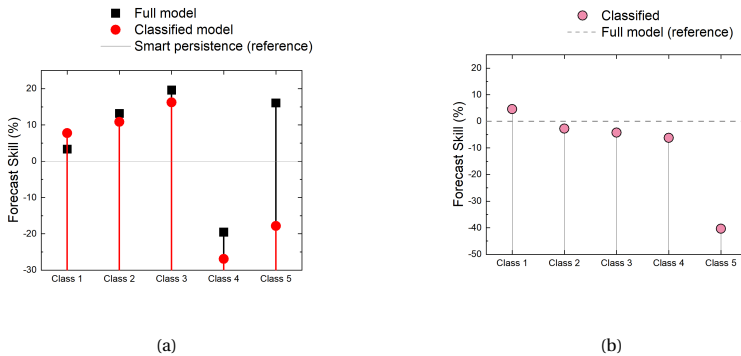 Full model
Classified model
Smart persistence (reference)
Forecast Skill (%)
20
10
0
-10
-20
-30
Class 1 Class 2 Class 3 Class 4 Class 5
(a)
Classified
Full model (reference)
Forecast Skill (%)
20
10
0
-10
-20
-30
-40
-50
Class 1 Class 2 Class 3 Class 4 Class 5
(b)